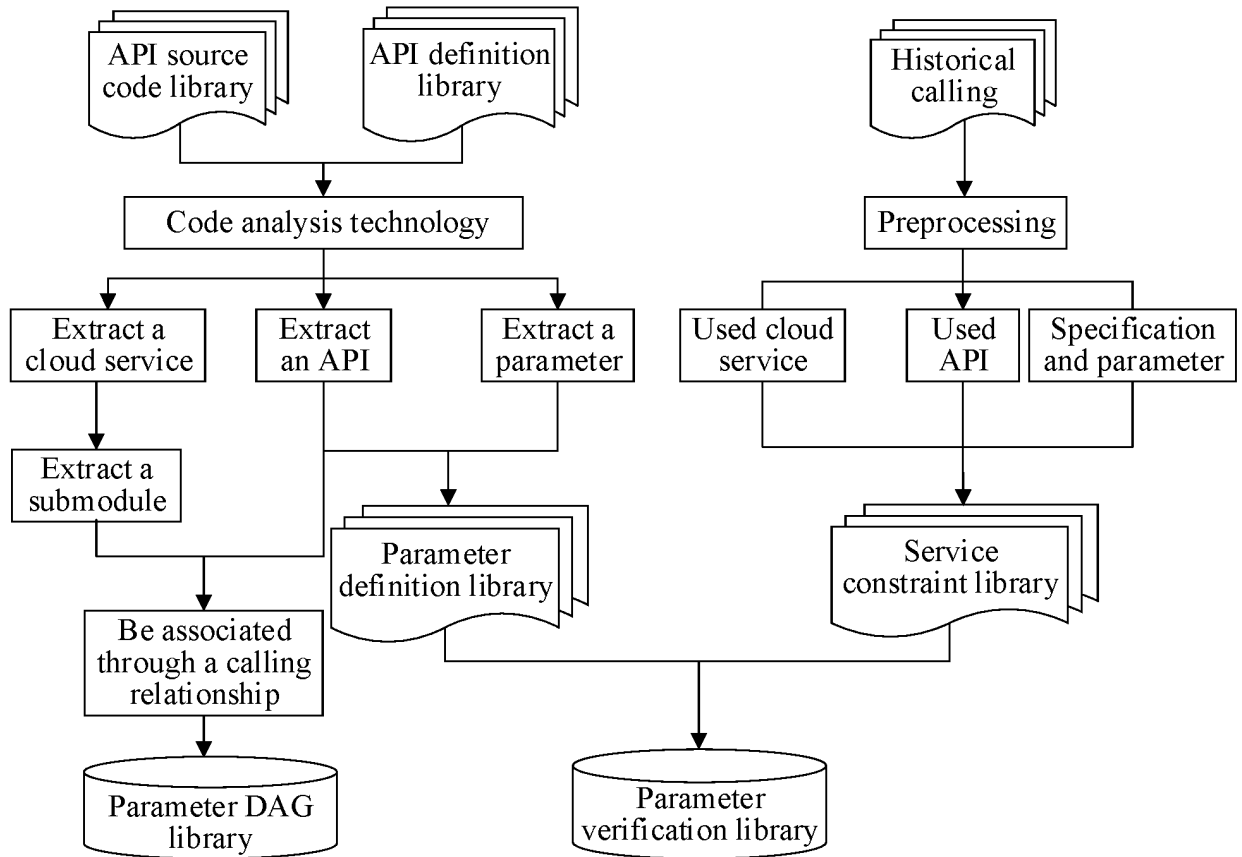 API source
code library
API definition
library
Historical
calling
Code analysis technology
Preprocessing
Extract a
cloud service
Extract
an API
Extract a
parameter
Used cloud
service
Used
API
Specification
and parameter
Extract a
submodule
Parameter
definition library
Service
constraint library
Be associated
through a calling
relationship
Parameter DAG
library
Parameter
verification library